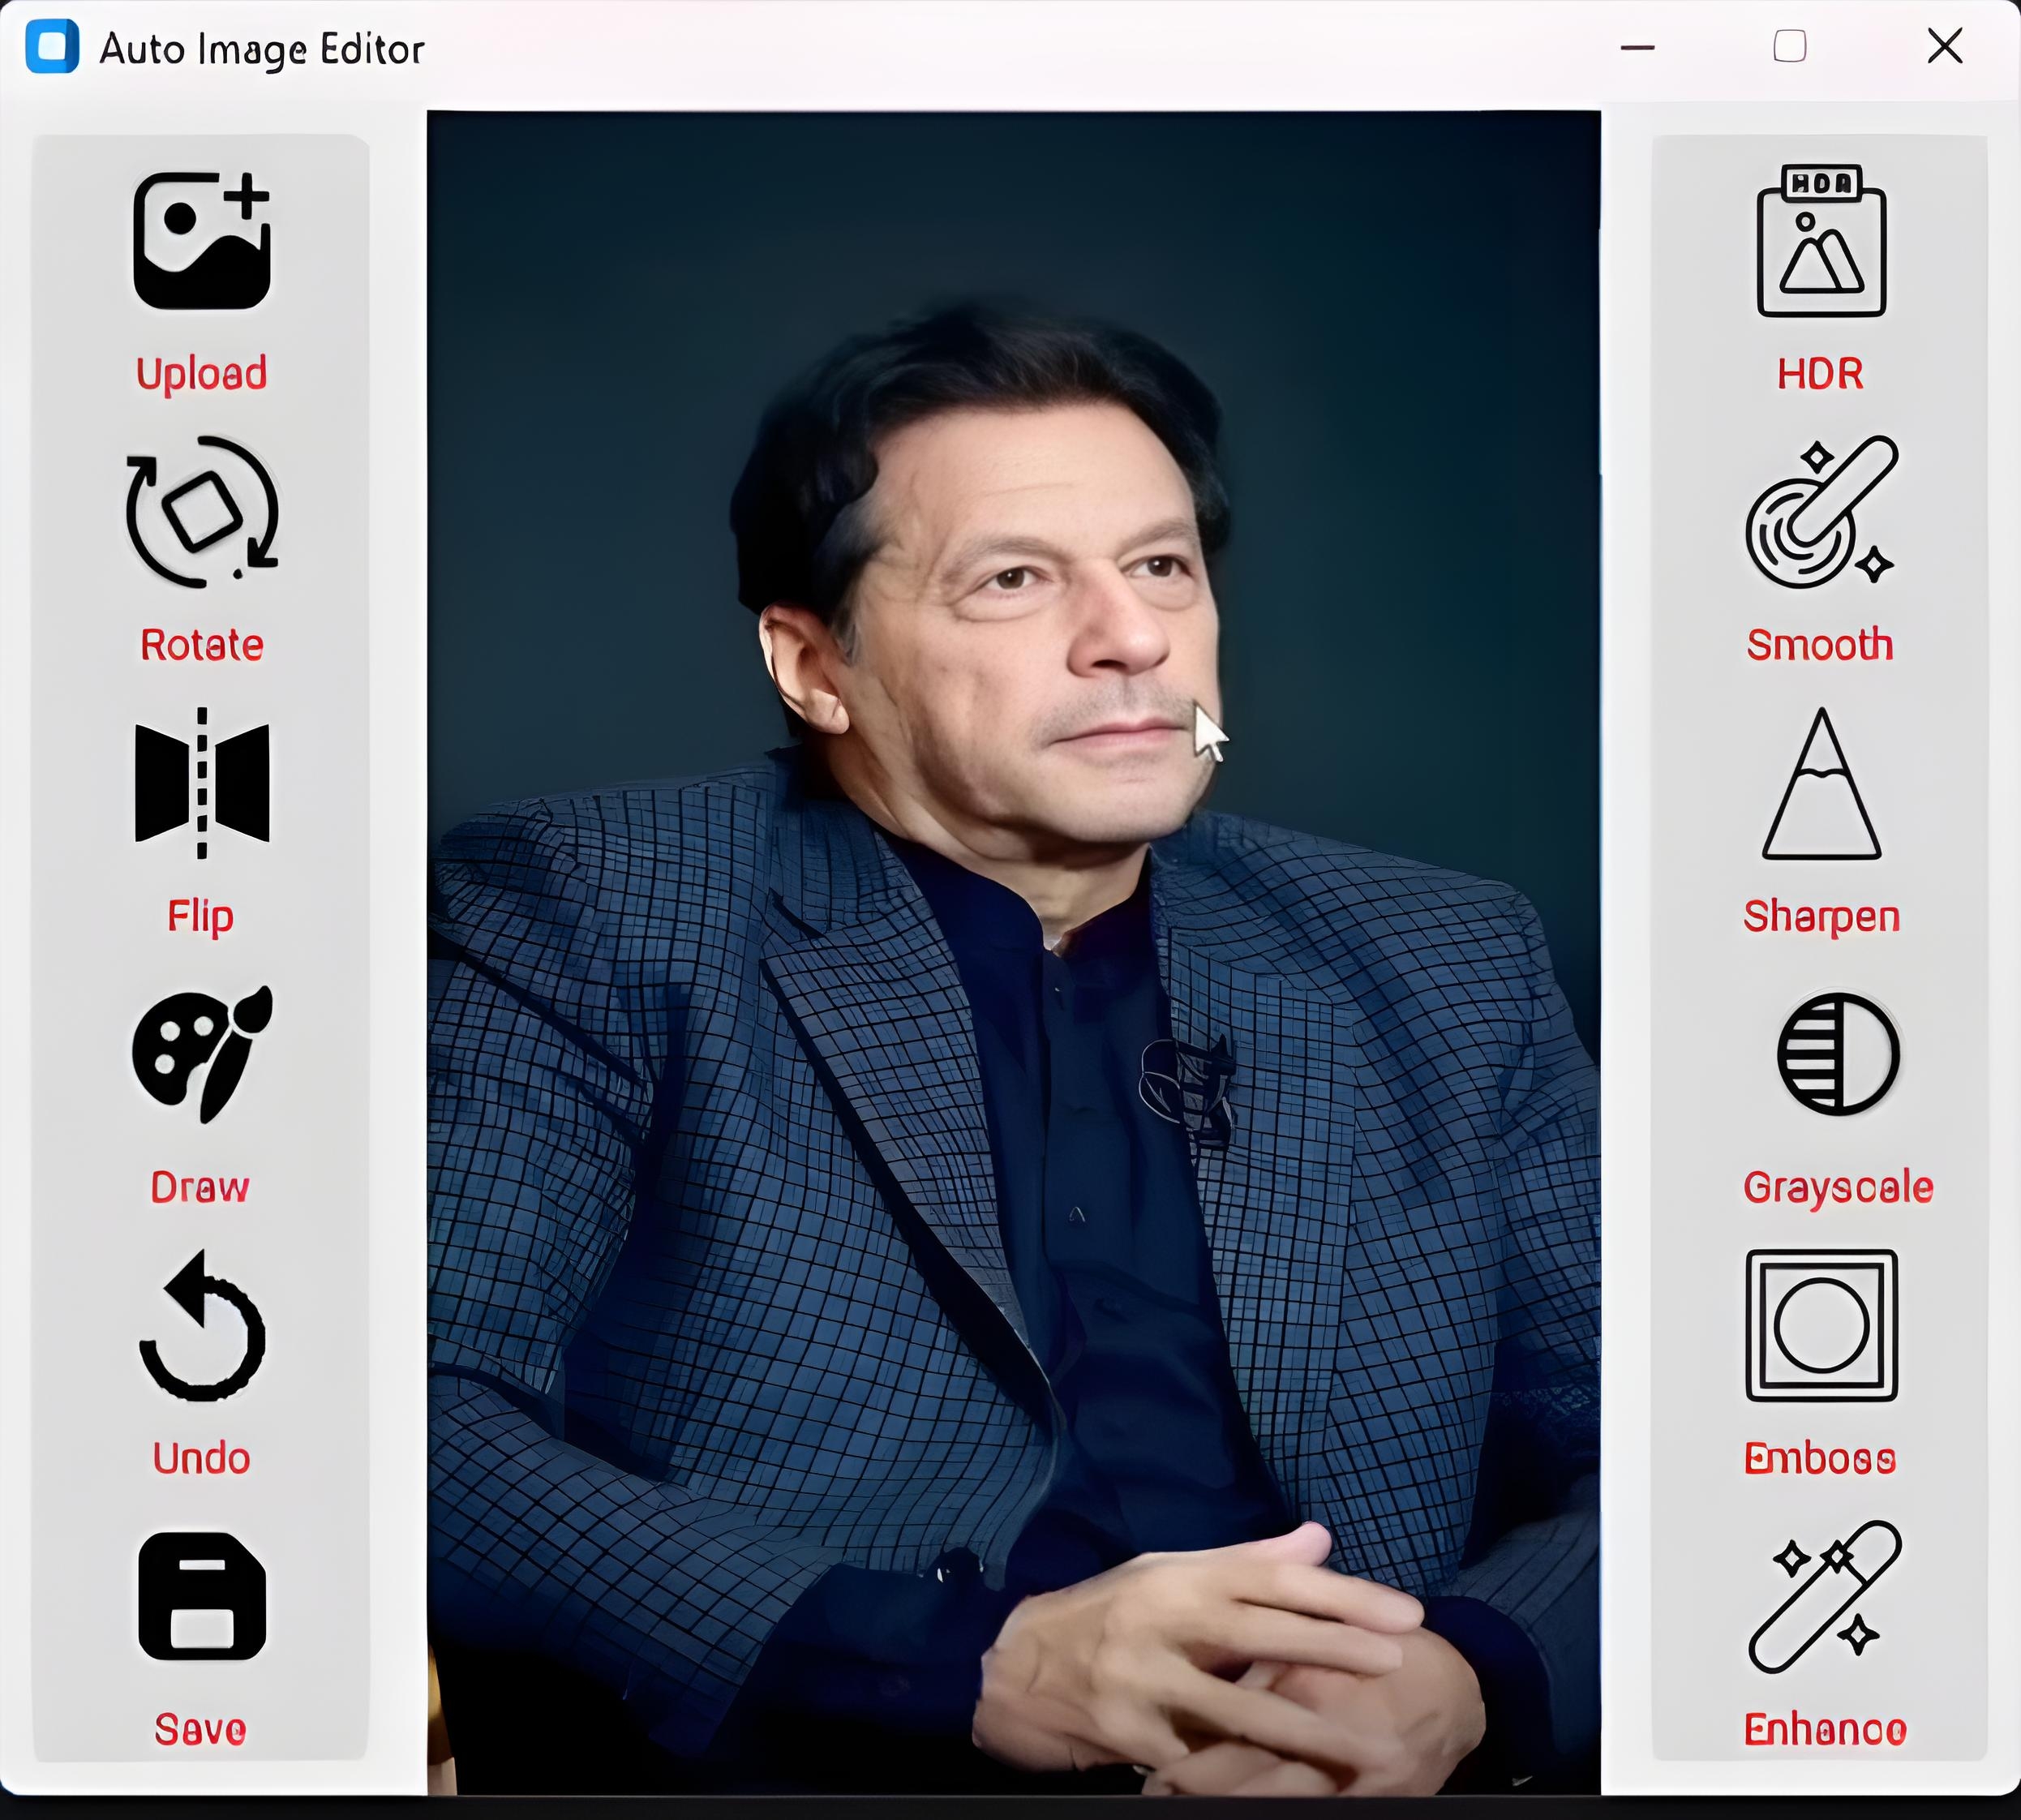 Auto Image Editor
Upload
Rotate
Flip
Draw
Undo
Save
HDR
HDR
Smooth
Sharpen
Grayscale
Emboss
Enhance